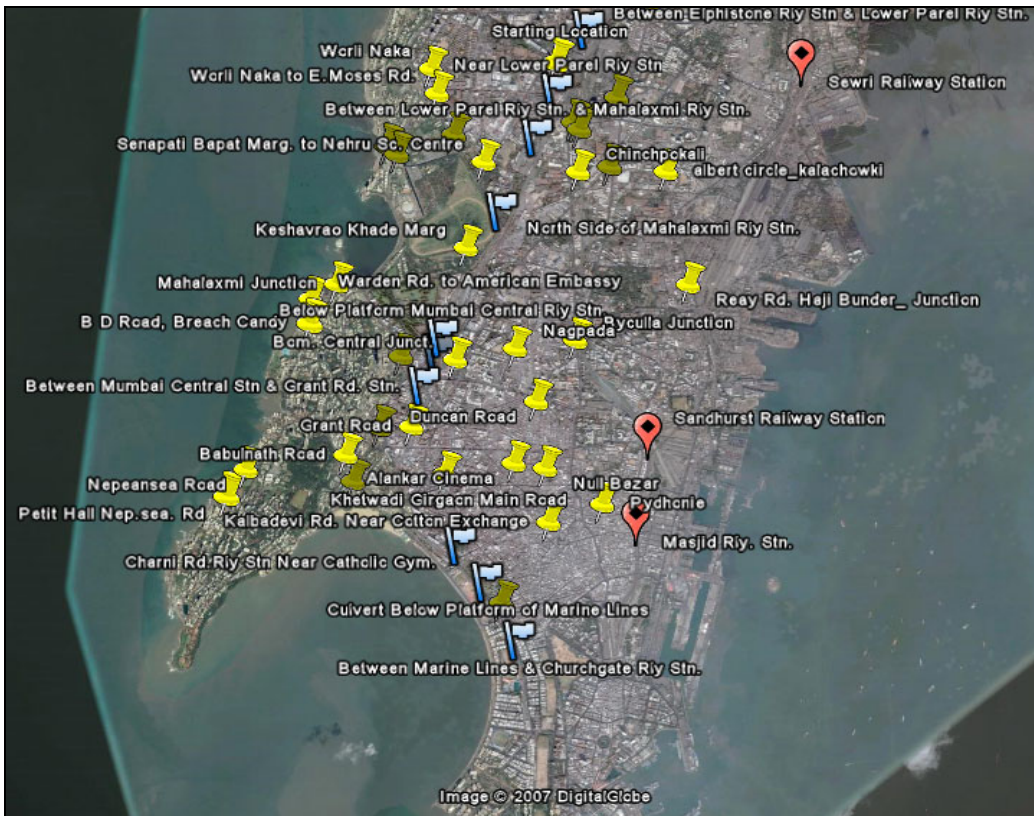 Between Elphistone Rly Stn & Lower Parel Rly Stn.
Starting Location
Worli Naka
Near Lower Parel Rly Stn
Worli Naka to E.Moses Rd.
Sewri Railway Station
Between Lower Parel Rly Stn. & Mahalaxmi Rly Stn.
Senapati Bapat Marg. to Nehru Sc. Centre
Chinchpokali
albert circle_kalachowki
Keshavrao Khade Marg
North Side of Mahalaxmi Rly Stn.
Mahalaxmi Junction
Warden Rd. to American Embassy
Reay Rd. Haji Bunder_ Junction
Below Platform Mumbai Central Rly Stn
B D Road, Breach Candy
Byculla Junction
Nagpada
Bom. Central Junct.
Between Mumbai Central Stn & Grant Rd. Stn.
Duncan Road
Sandhurst Railway Station
Grant Road
Babulnath Road
Alankar Cinema
Nepeansea Road
Null Bazar
Khetwadi Girgaon Main Road
Pydhonie
Petit Hall Nep.sea. Rd
Kalbadevi Rd. Near Cotton Exchange
Masjid Rly. Stn.
Charni Rd Rly Stn Near Catholic Gym.
Culvert Below Platform of Marine Lines
Between Marine Lines & Churchgate Rly Stn.
Image © 2007 DigitalGlobe